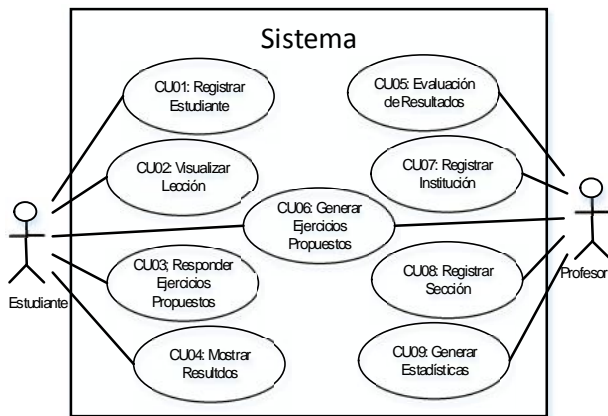 Sistema
CU01: Registrar
Estudiante
CU05: Evaluación
de Resultados
CU02: Visualizar
Lección
CU07: Registrar
Institución
CU06: Generar
Ejercicios
Propuestos
CU03; Responder
Ejercicios
Propuestos
CU08: Registrar
Sección
Estudiante
Profesor
CU04: Mostrar
Resultdos
CU09: Generar
Estadísticas